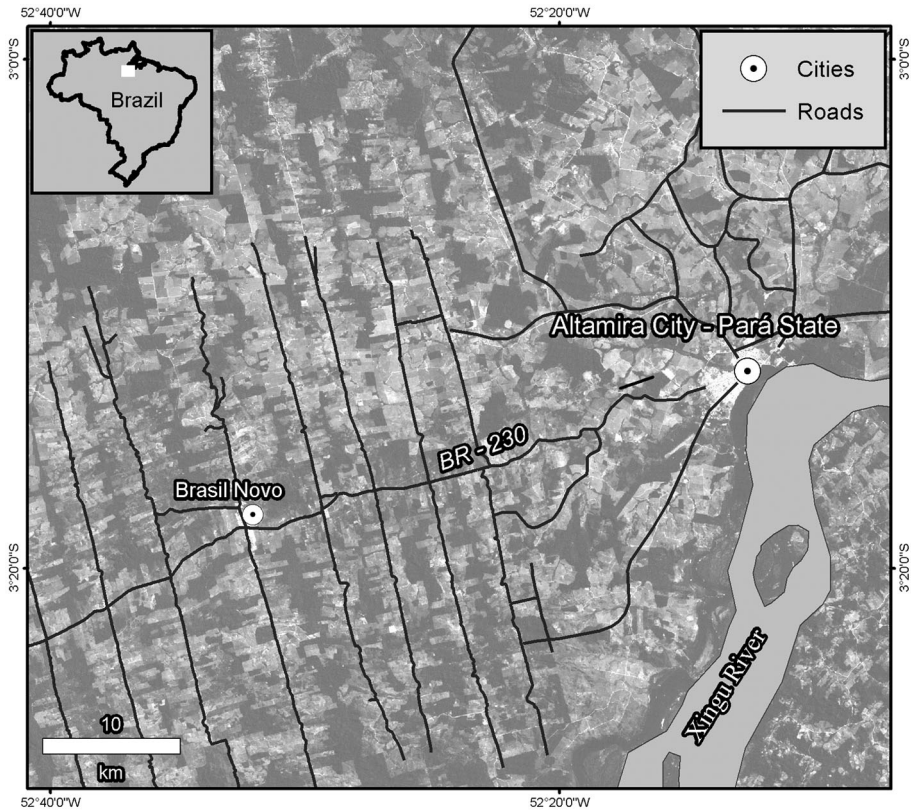 52°40'0"W
52°20'0"W
3°0'0"S
3°0'0"S
Brazil
Cities
Roads
Altamira City - Pará State
BR - 230
Brasil Novo
3°20'0"S
3°20'0"S
Xingu River
10
km
52°40'0"W
52°20'0"W